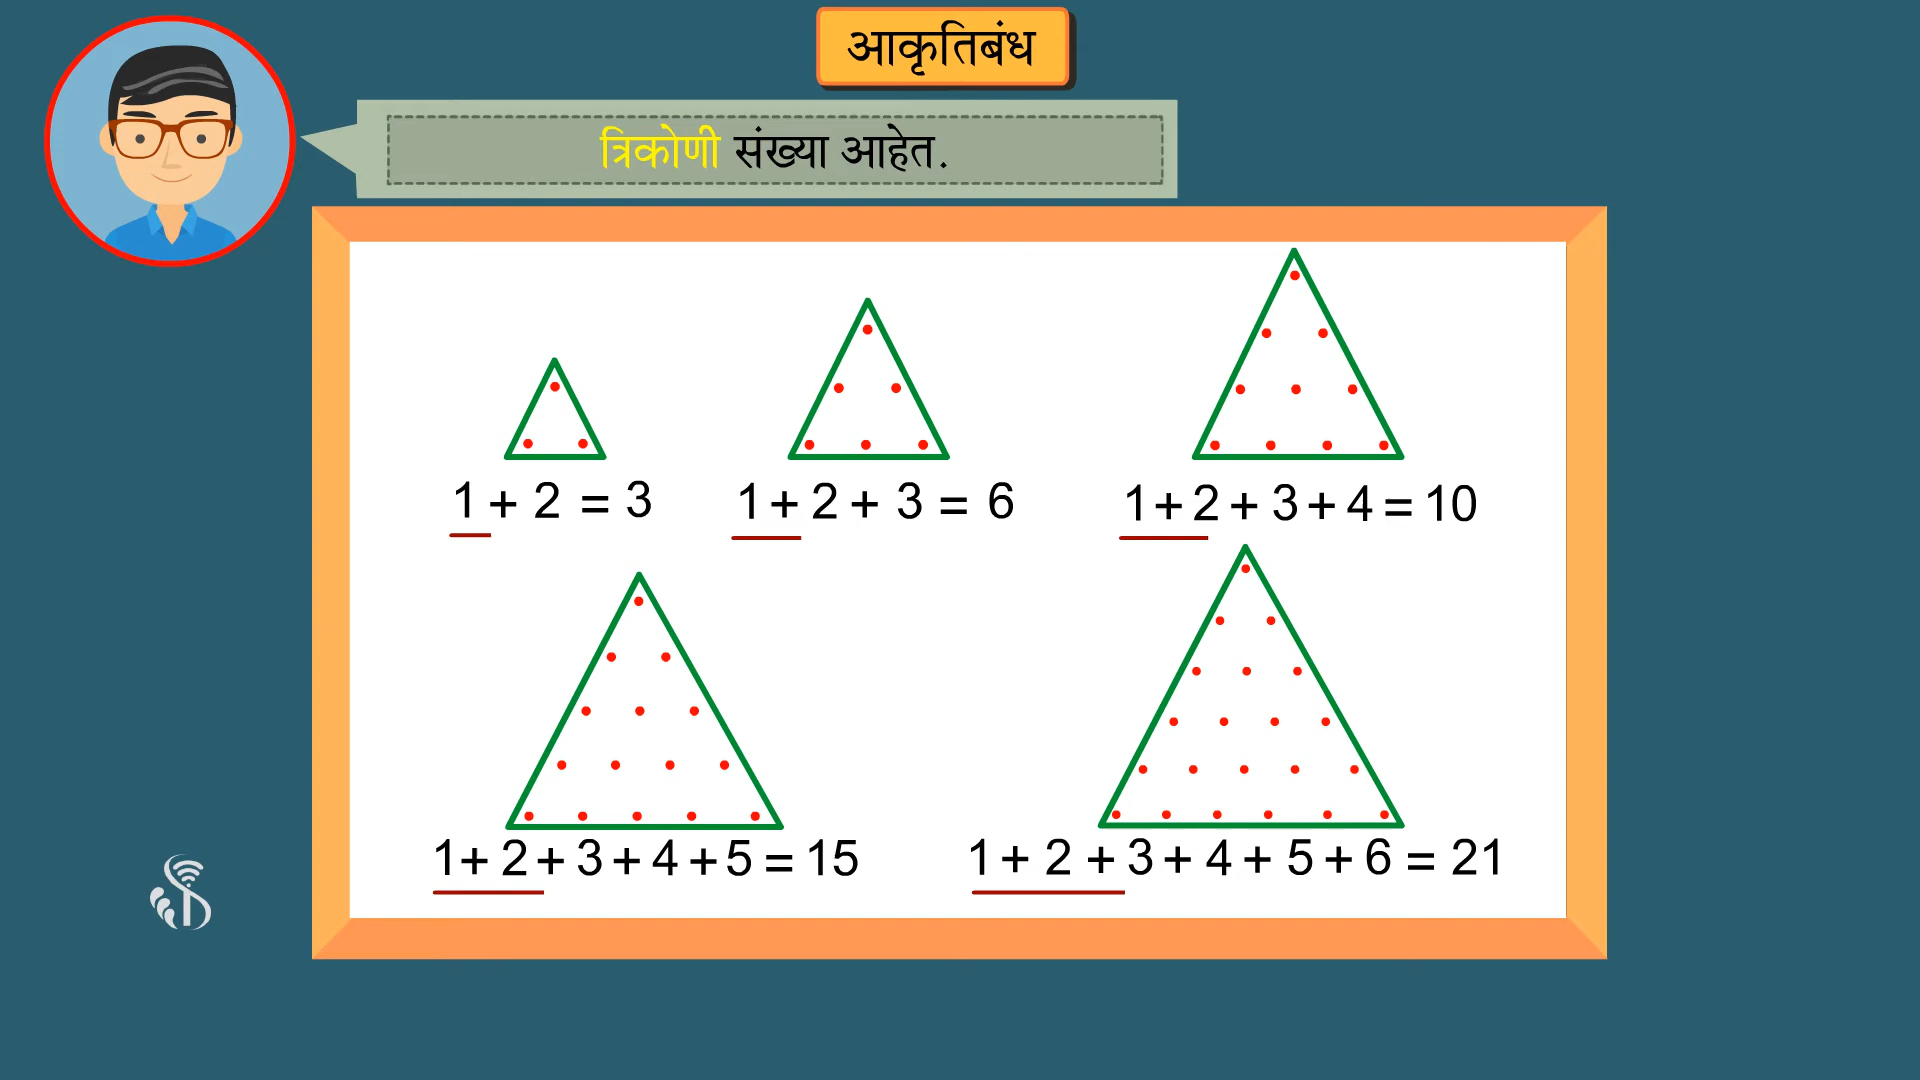 आकृतिबंध
त्रिकोणी संख्या आहेत.
1 + 2 = 3
1 + 2 + 3 = 6
1 + 2 + 3 + 4 = 10
1 + 2 + 3 + 4 + 5 = 15
1 + 2 + 3 + 4 + 5 + 6 = 21